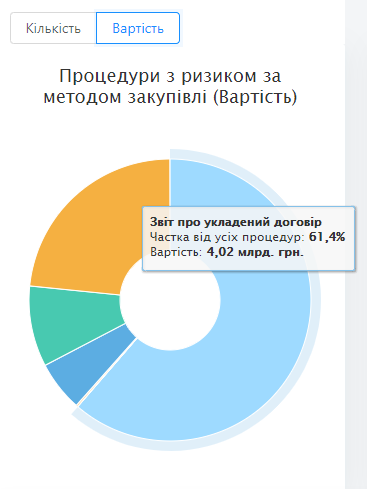 Кількість Вартість
Процедури з ризиком за
методом закупівлі (Вартість)
Звіт про укладений договір
Частка від усіх процедур: 61,4%
Вартість: 4,02 млрд. грн.